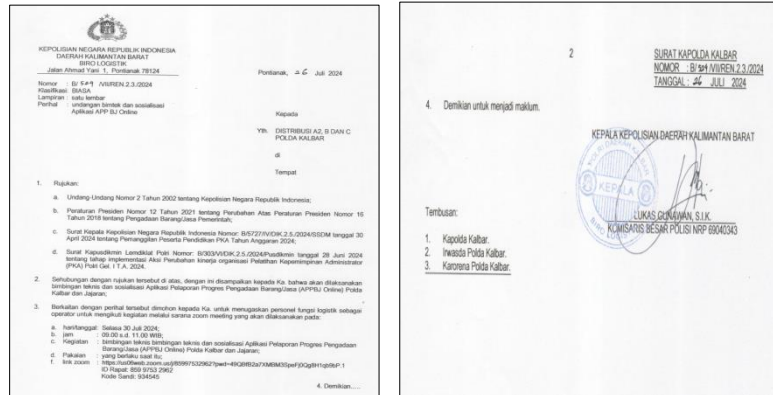 KEPOLISIAN NEGARA REPUBLIK INDONESIA
DAERAH KALIMANTAN BARAT
BIRO LOGISTIK
Jalan Ahmad Yani 1, Pontianak 78124
Pontianak, 26 Juli 2024
Nomor : B/ 509 /VII/REN.2.3./2024
Klasifikasi : BIASA
Lampiran : satu lembar
Perihal : undangan bimtek dan sosialisasi
Aplikasi APP BJ Online
Kepada
Yth. DISTRIBUSI A2, B DAN C
POLDA KALBAR
di
Tempat
1. Rujukan:
a. Undang-Undang Nomor 2 Tahun 2002 tentang Kepolisian Negara Republik Indonesia;
b. Peraturan Presiden Nomor 12 Tahun 2021 tentang Perubahan Atas Peraturan Presiden Nomor 16
Tahun 2018 tentang Pengadaan Barang/Jasa Pemerintah;
c. Surat Kepala Kepolisian Negara Republik Indonesia Nomor: B/5727/IV/DIK.2.5./2024/SSDM tanggal 30
April 2024 tentang Pemanggilan Peserta Pendidikan PKA Tahun Anggaran 2024;
d. Surat Kapusdikmin Lemdiklat Polri Nomor: B/303/VI/DIK.2.5./2024/Pusdikmin tanggal 28 Juni 2024
tentang tahap implementasi Aksi Perubahan kinerja organisasi Pelatihan Kepemimpinan Administrator
(PKA) Polri Gel. I T.A. 2024.
2. Sehubungan dengan rujukan tersebut di atas, dengan ini disampaikan kepada Ka. bahwa akan dilaksanakan
bimbingan teknis dan sosialisasi Aplikasi Pelaporan Progres Pengadaan Barang/Jasa (APPBJ Online) Polda
Kalbar dan Jajaran;
3. Berkaitan dengan perihal tersebut dimohon kepada Ka. untuk menugaskan personel fungsi logistik sebagai
operator untuk mengikuti kegiatan melalui sarana zoom meeting yang akan dilaksanakan pada:
a. hari/tanggal: Selasa 30 Juli 2024;
b. jam : 09.00 s.d. 11.00 WIB;
c. Kegiatan : bimbingan teknis dan sosialisasi Aplikasi Pelaporan Progres Pengadaan
Barang/Jasa (APPBJ Online) Polda Kalbar dan Jajaran;
d. Pakaian : yang berlaku saat itu;
f. link zoom :
ID Rapat: 859 9753 2962
Kode Sandi: 934545
4. Demikian.....
2
SURAT KAPOLDA KALBAR
NOMOR : B/ 509 /VII/REN.2.3./2024
TANGGAL : 26 JULI 2024
4. Demikian untuk menjadi maklum.
KEPALA KEPOLISIAN DAERAH KALIMANTAN BARAT
KEPALA
LUKAS GUNAWAN, S.I.K.
KOMISARIS BESAR POLISI NRP 69040343
Tembusan:
1. Kapolda Kalbar.
2. Irwasda Polda Kalbar.
3. Karorena Polda Kalbar.